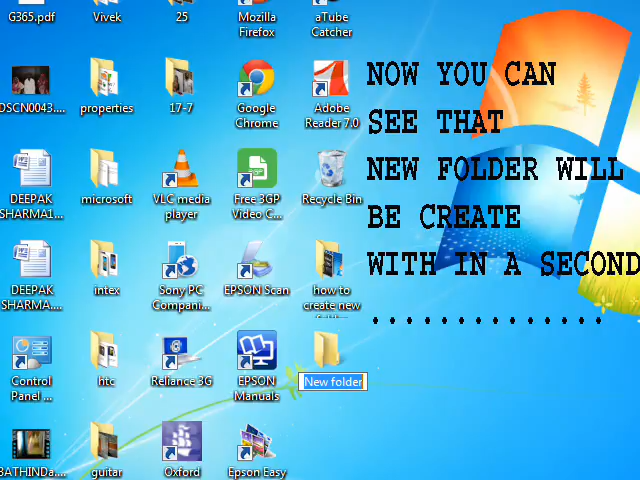 G365.pdf
Vivek
25
Mozilla
Firefox
aTube
Catcher
DSCN0043....
properties
17-7
Google
Chrome
Adobe
Reader 7.0
DEEPAK
SHARMA1...
microsoft
VLC media
player
Free 3GP
Video C...
Recycle Bin
DEEPAK
SHARMA....
intex
Sony PC
Compani...
EPSON Scan
how to
create new
Control
Panel ...
htc
Reliance 3G
EPSON
Manuals
New folder
BATHINDa....
guitar
Oxford
Epson Easy
NOW YOU CAN
SEE THAT
NEW FOLDER WILL
BE CREATE
WITH IN A SECOND
..............